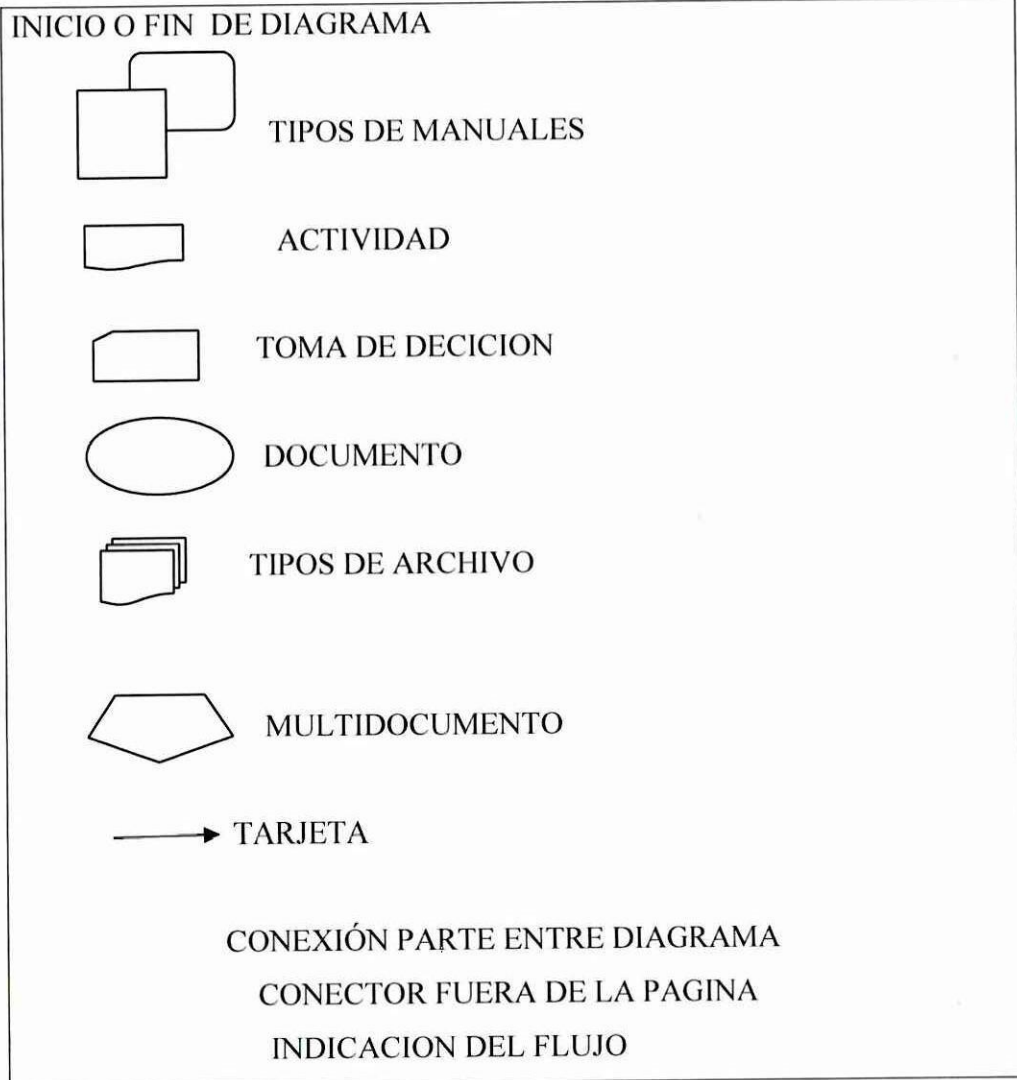 INICIO O FIN DE DIAGRAMA
TIPOS DE MANUALES
ACTIVIDAD
TOMA DE DECICION
DOCUMENTO
TIPOS DE ARCHIVO
MULTIDOCUMENTO
TARJETA
CONEXIÓN PARTE ENTRE DIAGRAMA
CONECTOR FUERA DE LA PAGINA
INDICACION DEL FLUJO